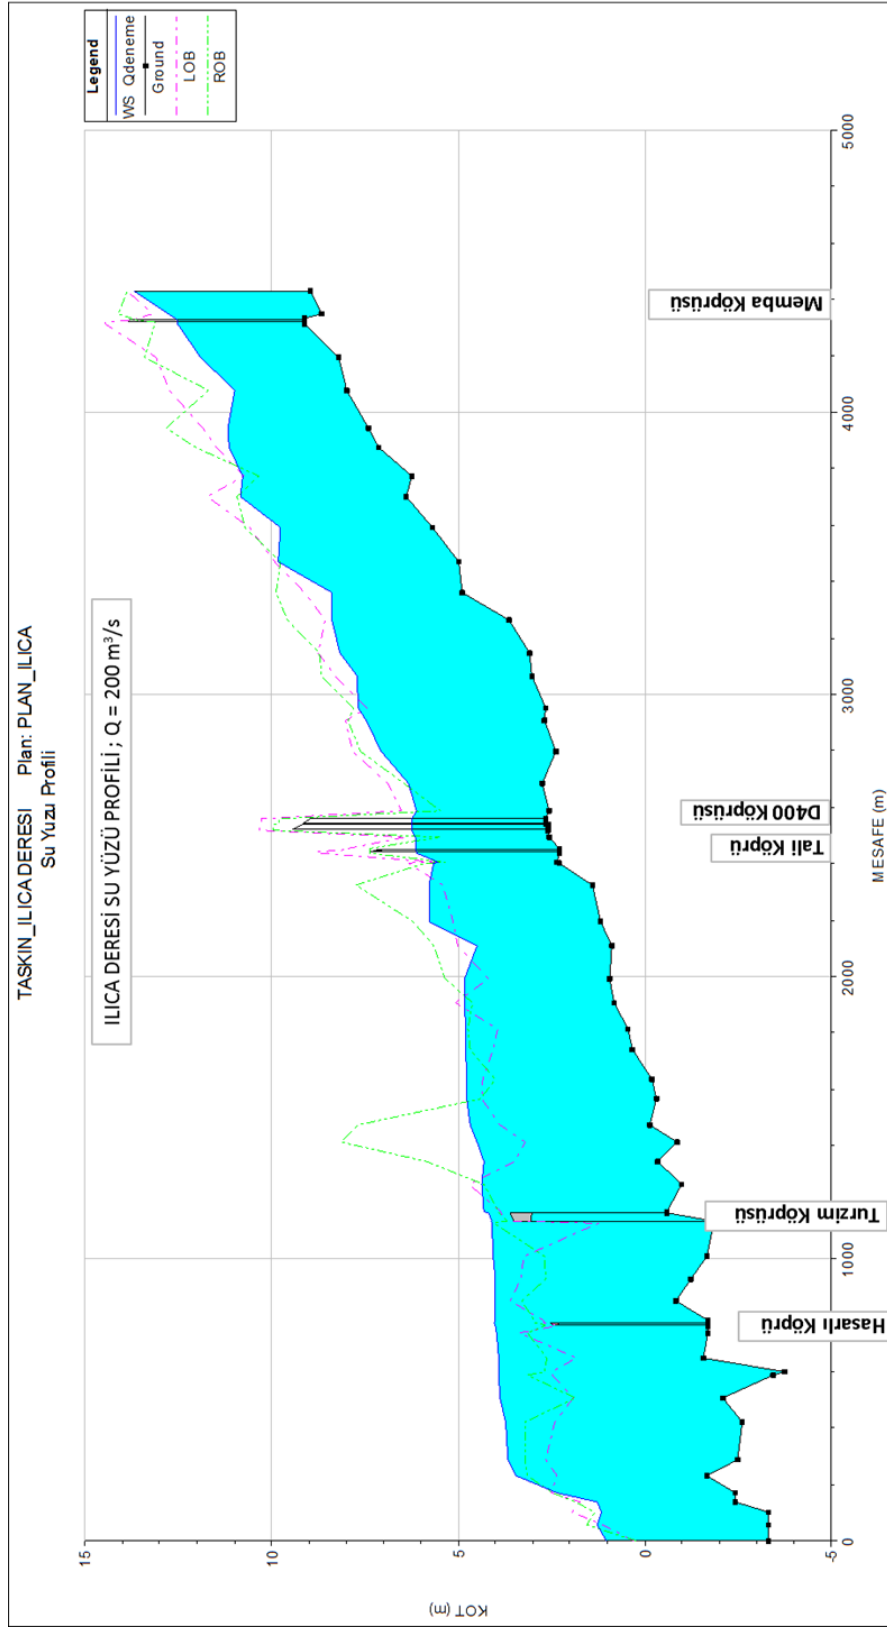 TASKIN_ILICA DERESI Plan: PLAN_ILICA
Su Yuzu Profili
ILICA DERESİ SU YÜZÜ PROFİLİ ; Q = 200 m³/s
Legend
WS Qdeneme
Ground
LOB
ROB
KOT (m)
15
10
5
0
-5
0
1000
2000
3000
4000
5000
MESAFE (m)
Hasarlı Köprü
Turzim Köprüsü
Tali Köprü
D400 Köprüsü
Memba Köprüsü